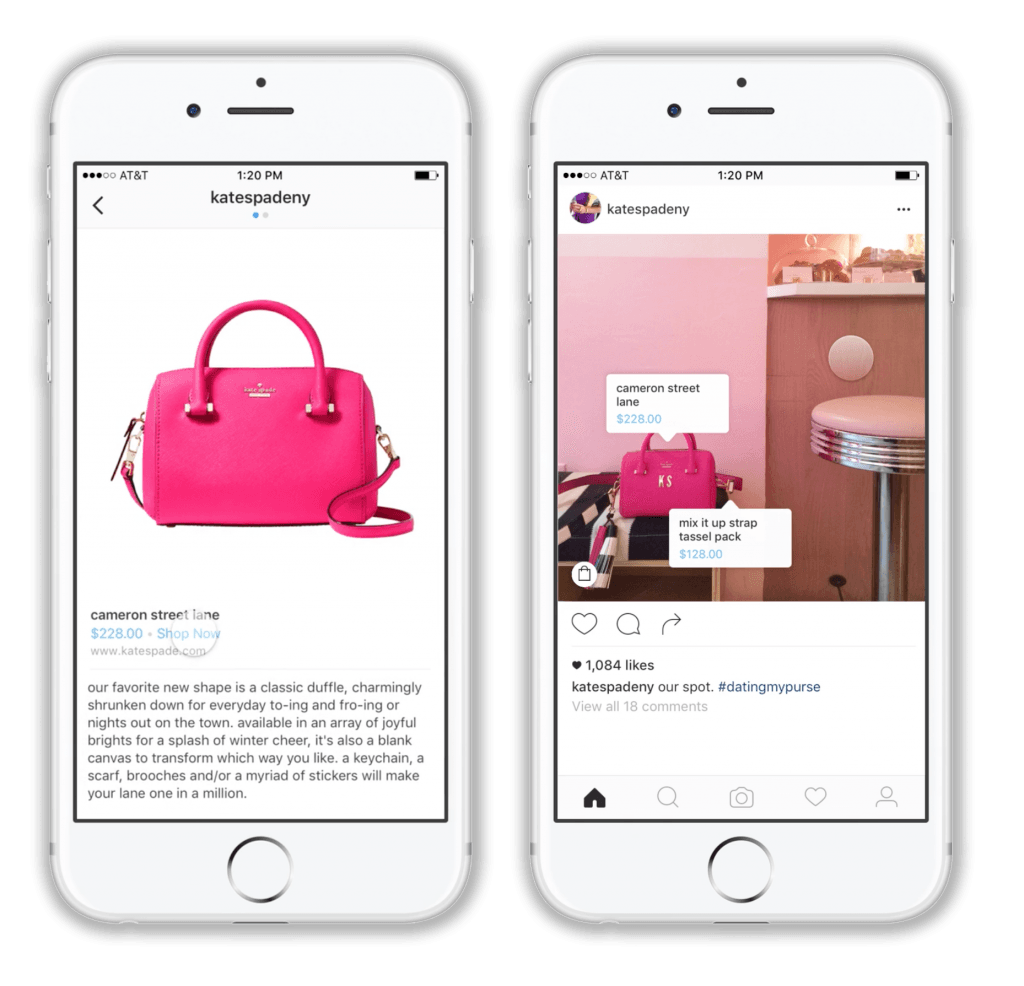 AT&T 1:20 PM
katespadeny
kate spade
cameron street lane
$228.00 • Shop Now
www.katespade.com
our favorite new shape is a classic duffle, charmingly
shrunken down for everyday to-ing and fro-ing or
nights out on the town. available in an array of joyful
brights for a splash of winter cheer, it's also a blank
canvas to transform which way you like. a keychain, a
scarf, brooches and/or a myriad of stickers will make
your lane one in a million.
AT&T 1:20 PM
katespadeny
cameron street
lane
$228.00
KS
mix it up strap
tassel pack
$128.00
1,084 likes
katespadeny our spot. #datingmypurse
View all 18 comments